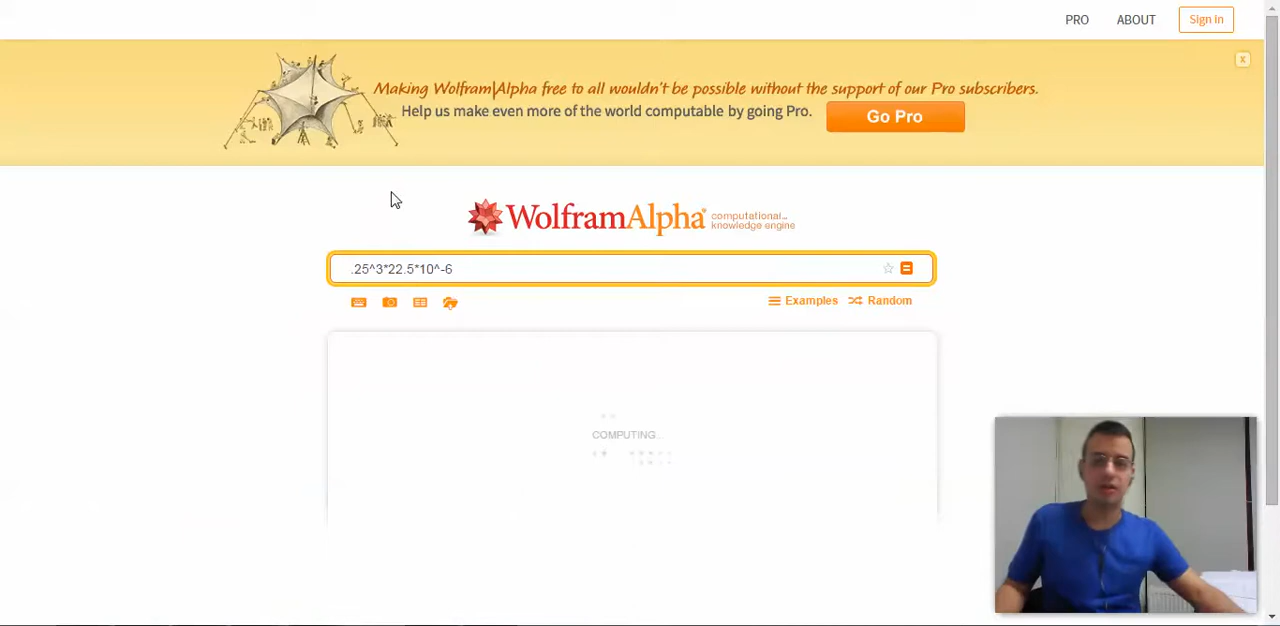 PRO ABOUT Sign in
x
Making Wolfram|Alpha free to all wouldn't be possible without the support of our Pro subscribers.
Help us make even more of the world computable by going Pro. Go Pro
WolframAlpha computational... knowledge engine
.25^3*22.5*10^-6
Examples Random
COMPUTING...